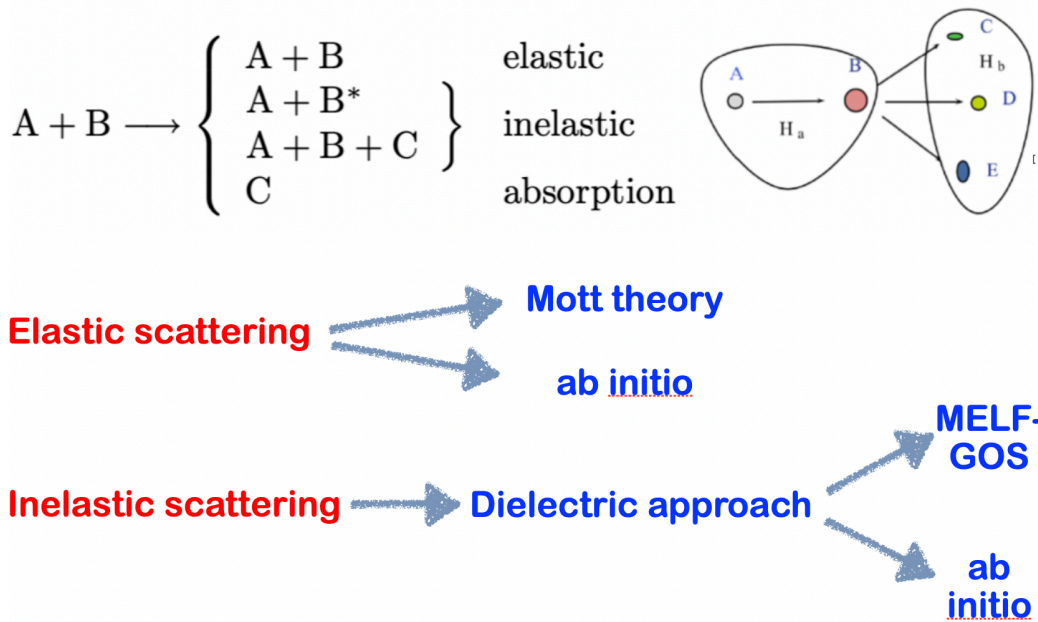 A + B ⟶
A + B elastic
A + B*
A + B + C inelastic
C absorption
A
B
H a
C
H b
D
E
Elastic scattering
Mott theory
ab initio
Inelastic scattering
Dielectric approach
MELF-
GOS
ab
initio